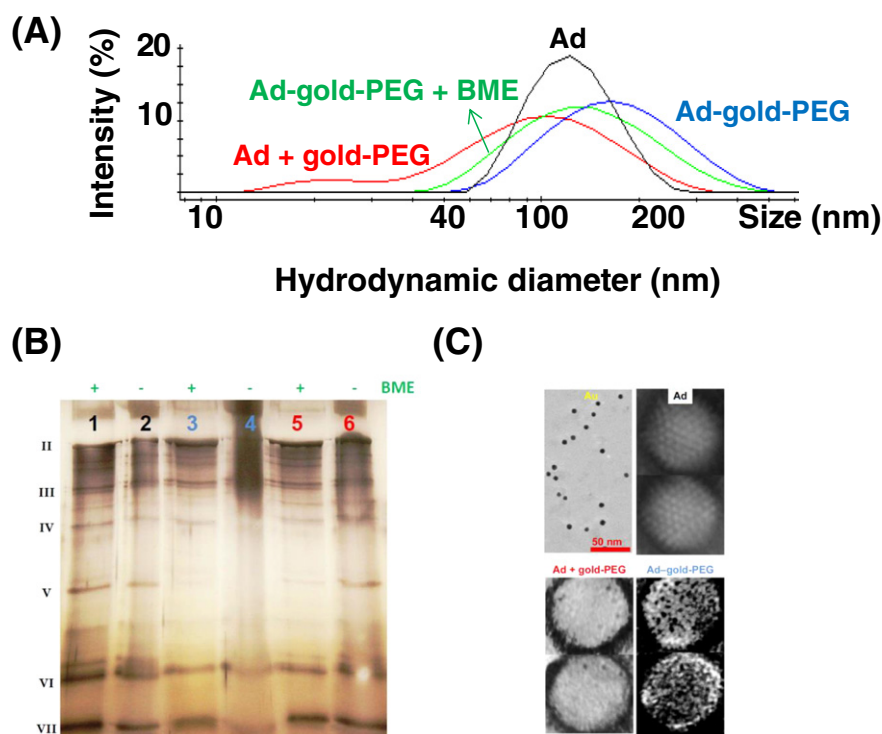 (A)
Intensity (%)
20
10
Ad
Ad-gold-PEG + BME
Ad-gold-PEG
Ad + gold-PEG
10 40 100 200 Size (nm)
Hydrodynamic diameter (nm)
(B)
+ - + - + - BME
1 2 3 4 5 6
II
III
IV
V
VI
VII
(C)
Au
Ad
50 nm
Ad + gold-PEG
Ad–gold-PEG